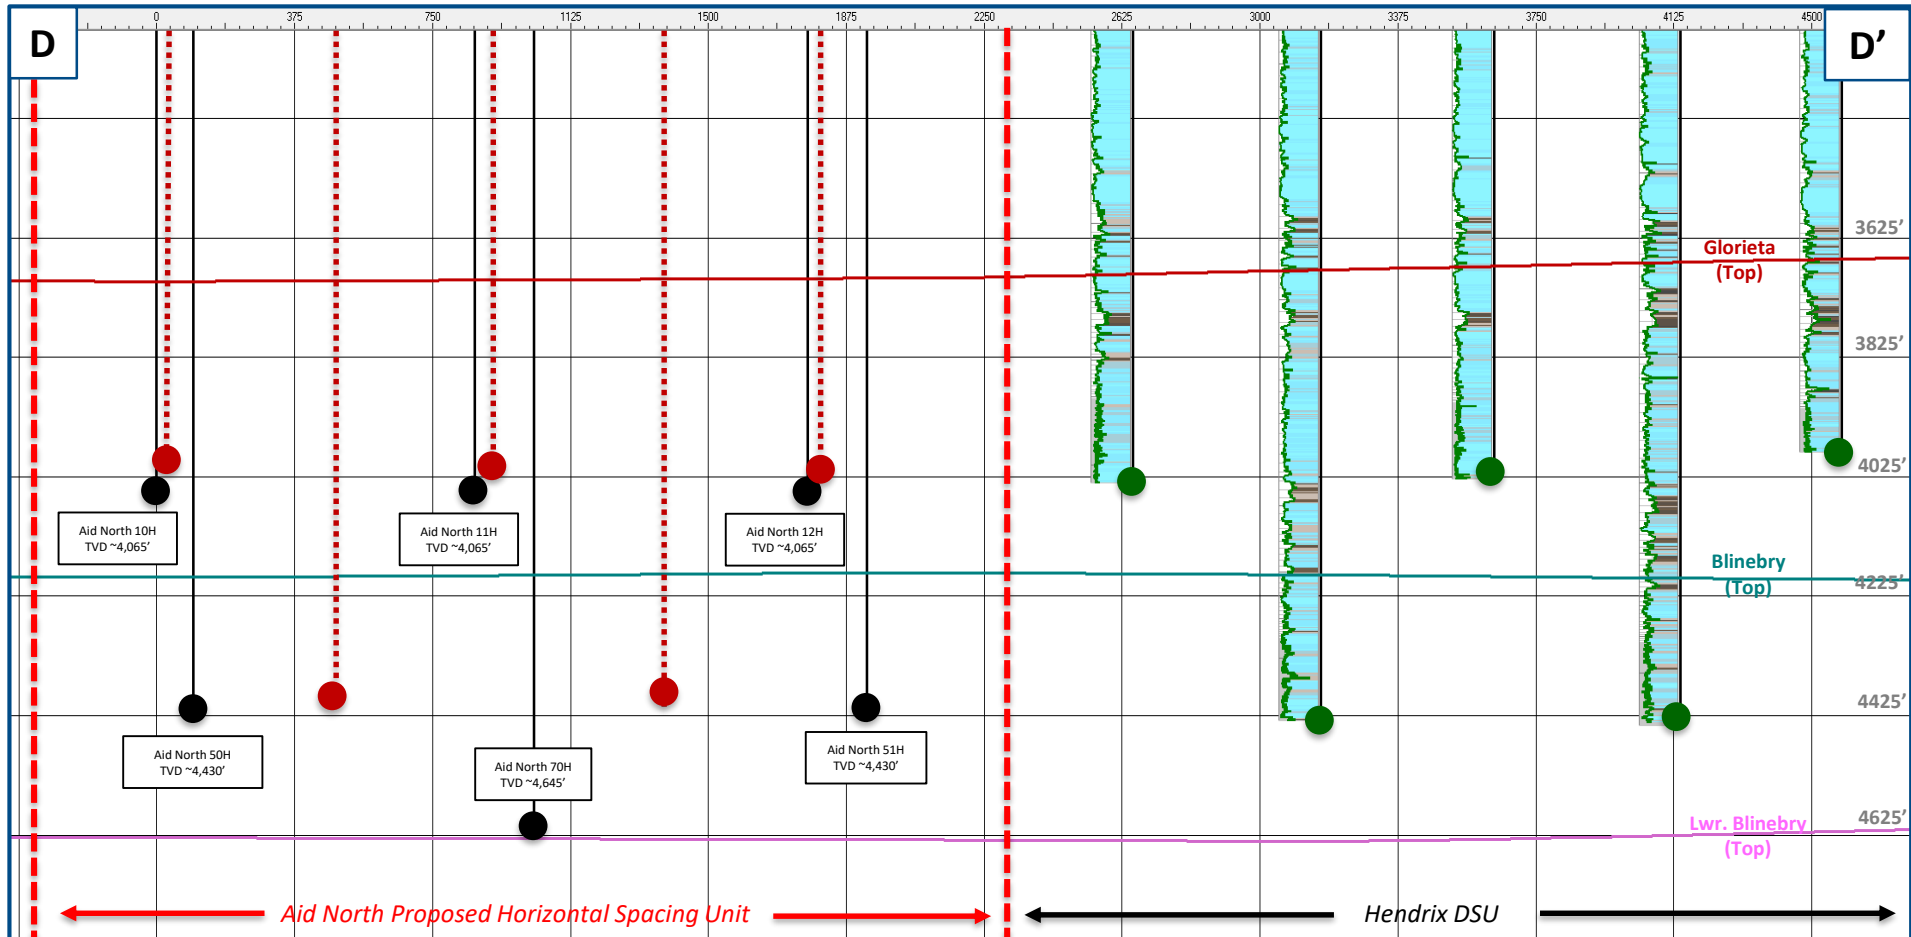 0 375 750 1125 1500 1875 2250 2625 3000 3375 3750 4125 4500
D
D’
3625’
Glorieta
(Top)
3825’
4025’
Aid North 10H
TVD ~4,065’
Aid North 11H
TVD ~4,065’
Aid North 12H
TVD ~4,065’
Blinebry
(Top)
4225’
4425’
Aid North 50H
TVD ~4,430’
Aid North 70H
TVD ~4,645’
Aid North 51H
TVD ~4,430’
4625’
Lwr. Blinebry
(Top)
Aid North Proposed Horizontal Spacing Unit
Hendrix DSU